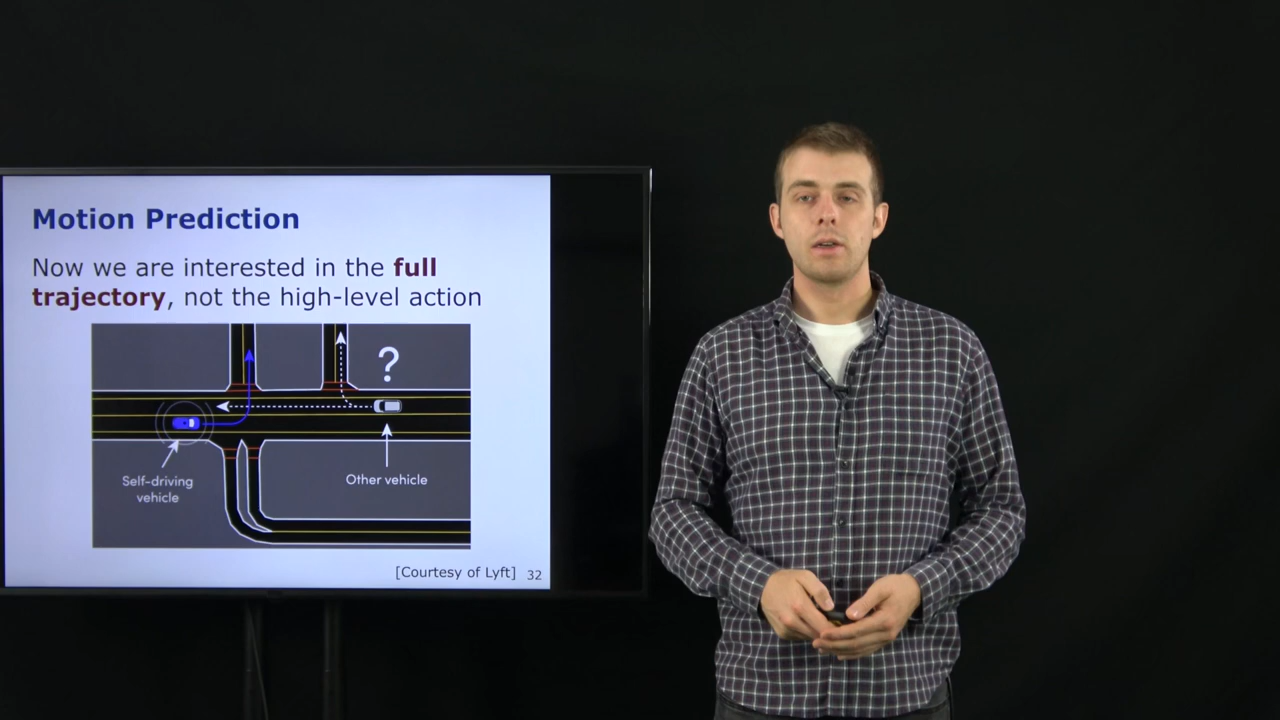 Motion Prediction
Now we are interested in the full
trajectory, not the high-level action
?
Self-driving
vehicle
Other vehicle
[Courtesy of Lyft] 32